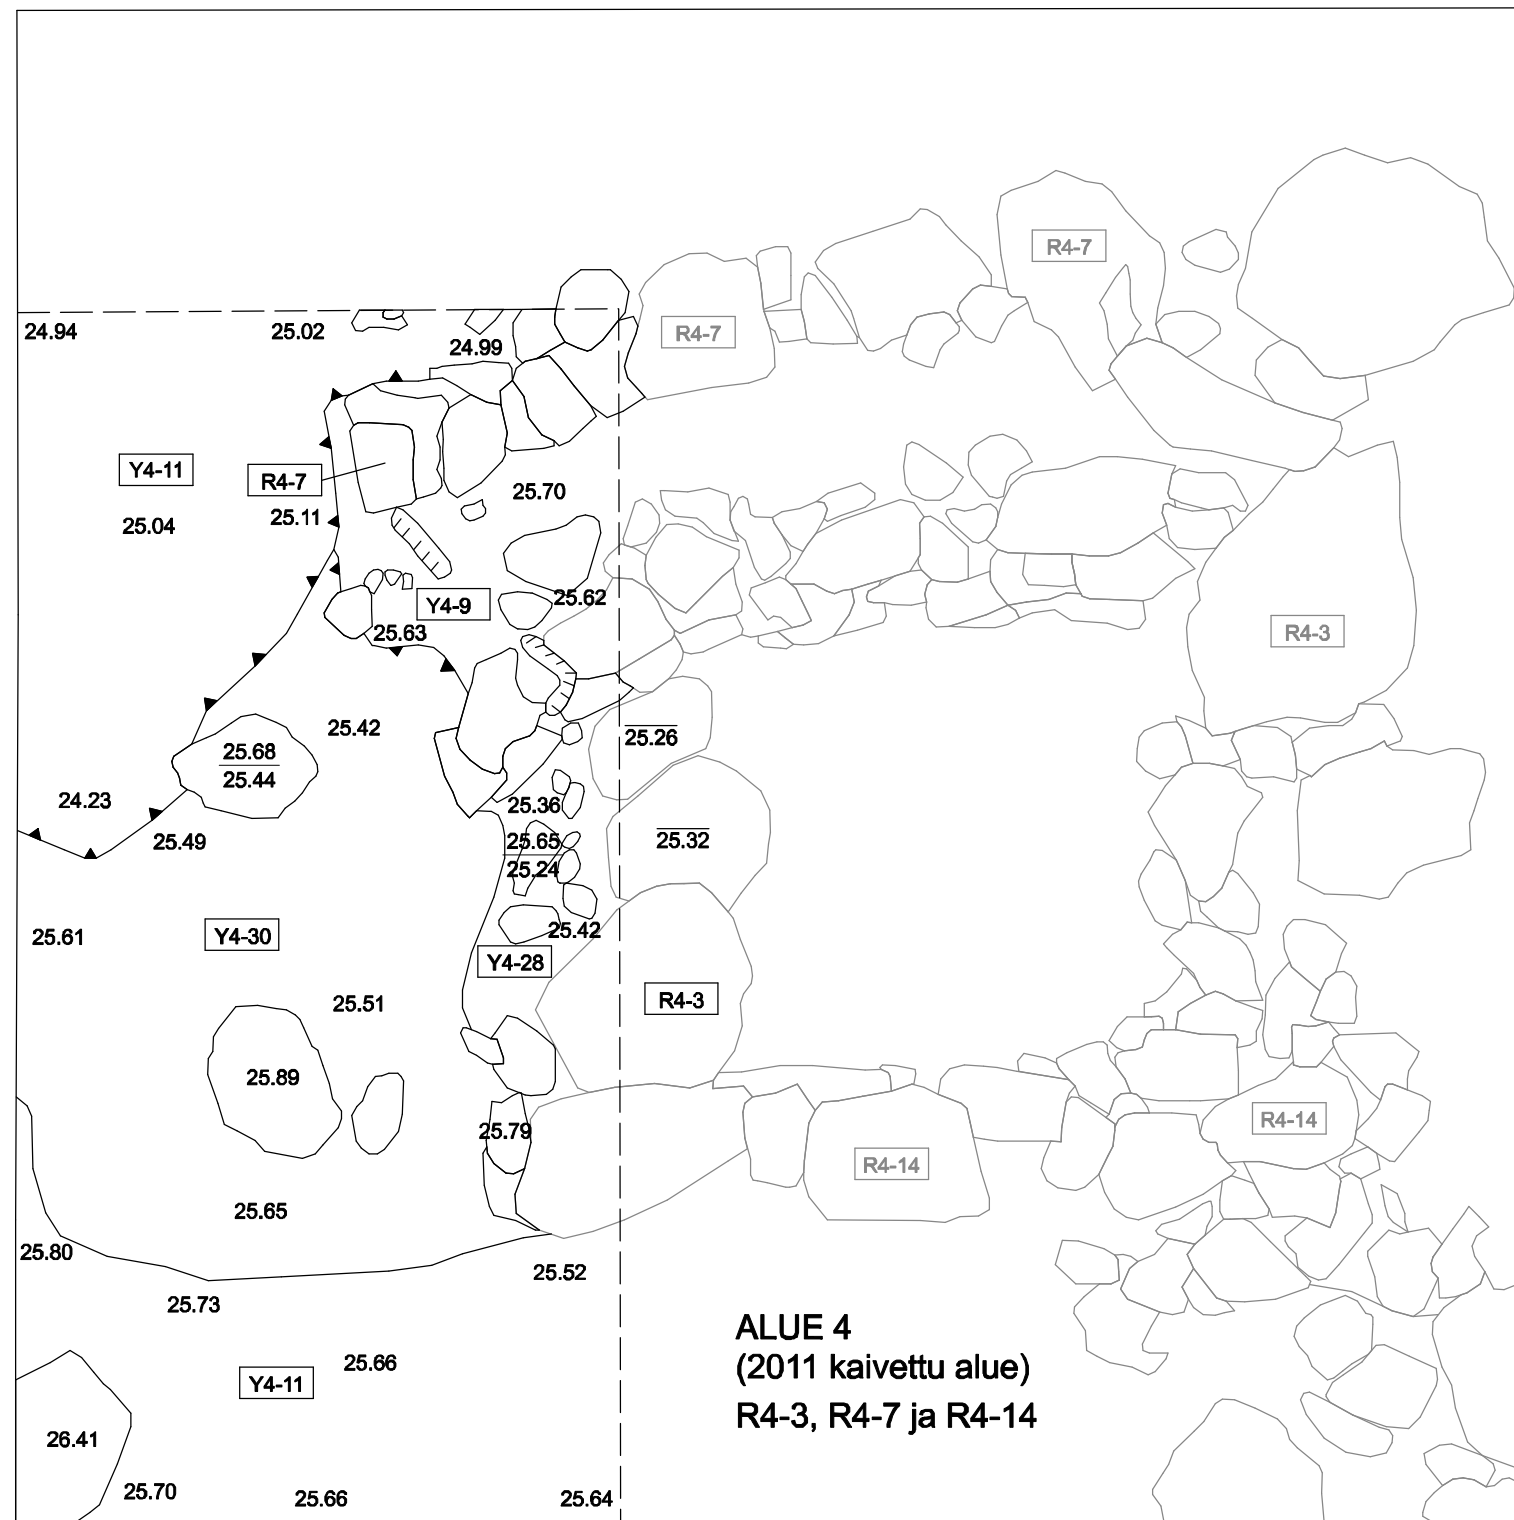 R4-7
R4-7
24.94
25.02
24.99
Y4-11
R4-7
25.70
25.04
25.11
25.62
Y4-9
25.63
R4-3
25.42
25.26
25.68
25.44
24.23
25.36
25.49
25.65
25.24
25.32
25.61
Y4-30
25.42
Y4-28
25.51
R4-3
25.89
25.79
R4-14
R4-14
25.65
25.80
25.52
25.73
25.66
Y4-11
ALUE 4
(2011 kaivettu alue)
R4-3, R4-7 ja R4-14
26.41
25.70
25.66
25.64